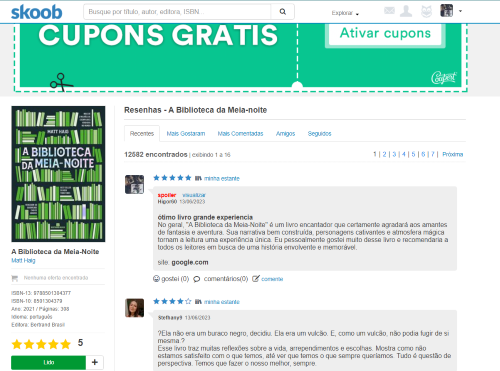 skoob
Busque por título, autor, editora, ISBN...
Explorar
CUPONS GRATIS
Ativar cupons
Cuponest
MATT HAIG
A BIBLIOTECA
DA MEIA-NOITE
A Biblioteca da Meia-Noite
Matt Haig
Nenhuma oferta encontrada
ISBN-13: 9786558380542
Ano: 2021 / Páginas: 308
Idioma: português
Editora: Bertrand Brasil
5
Lido
Resenhas - A Biblioteca da Meia-noite
Recentes
Mais Gostaram
Mais Comentadas
Amigos
Seguidos
12582 encontrados | exibindo 1 a 16
1 | 2 | 3 | 4 | 5 | 6 | 7 | Próxima
minha estante
spoiler visualizar
Higor60 13/06/2023
ótimo livro grande experiencia
No geral, "A Biblioteca da Meia-Noite" é um livro encantador que certamente agradará aos amantes
de fantasia e aventura. Sua narrativa bem construída, personagens cativantes e atmosfera mágica
tornam a leitura uma experiência única. Eu pessoalmente gostei muito desse livro e recomendaria a
todos os leitores em busca de uma história envolvente e memorável.
site: google.com
gostei (0) comentários(0) comente
minha estante
Stefhany9 13/06/2023
?Ela não era um buraco negro, decidiu. Ela era um vulcão. E, como um vulcão, não podia fugir de si
mesma ?
Esse livro traz muitas reflexões sobre a vida, arrependimentos e escolhas. Mostra como não
estamos satisfeito com o que temos, até ver que temos o que sempre queríamos. Tudo é questão de
perspectiva. Temos que fazer o nosso melhor, sempre.